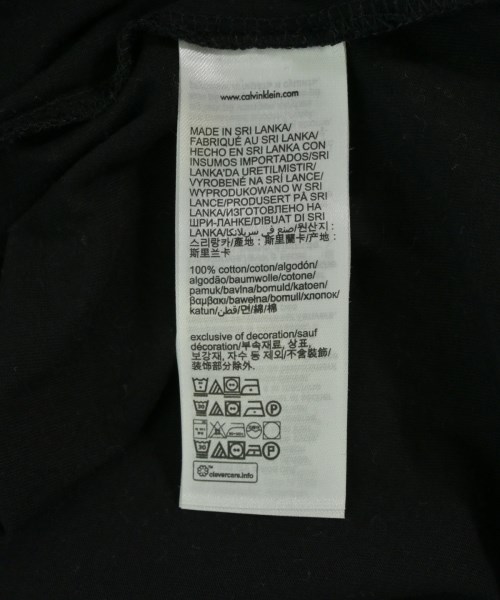 www.calvinklein.com
MADE IN SRI LANKA/
FABRIQUÉ AU SRI LANKA/
HECHO EN SRI LANKA CON
INSUMOS IMPORTADOS/SRI
LANKA'DA URETILMISTIR/
VYROBENÉ NA SRÍ LANCE/
WYPRODUKOWANO W SRI
LANCE/PRODUSERT PÅ SRI
LANKA/ИЗГОТОВЛЕНО НА
ШРИ-ЛАНКЕ/DIBUAT DI SRI
LANKA/صنع في سريلانكا/원산지 :
스리랑카/產地 : 斯里蘭卡/产地 :
斯里兰卡
100% cotton/coton/algodón/
algodão/baumwolle/cotone/
pamuk/bavlna/bomuld/katoen/
βαμβακι/bawełna/bomull/хлопок/
katun/قطن/면/綿/棉
exclusive of decoration/sauf
décoration/부속재료, 상표,
보강재, 자수 등 제외/不含裝飾/
装饰部分除外.
clevercare.info